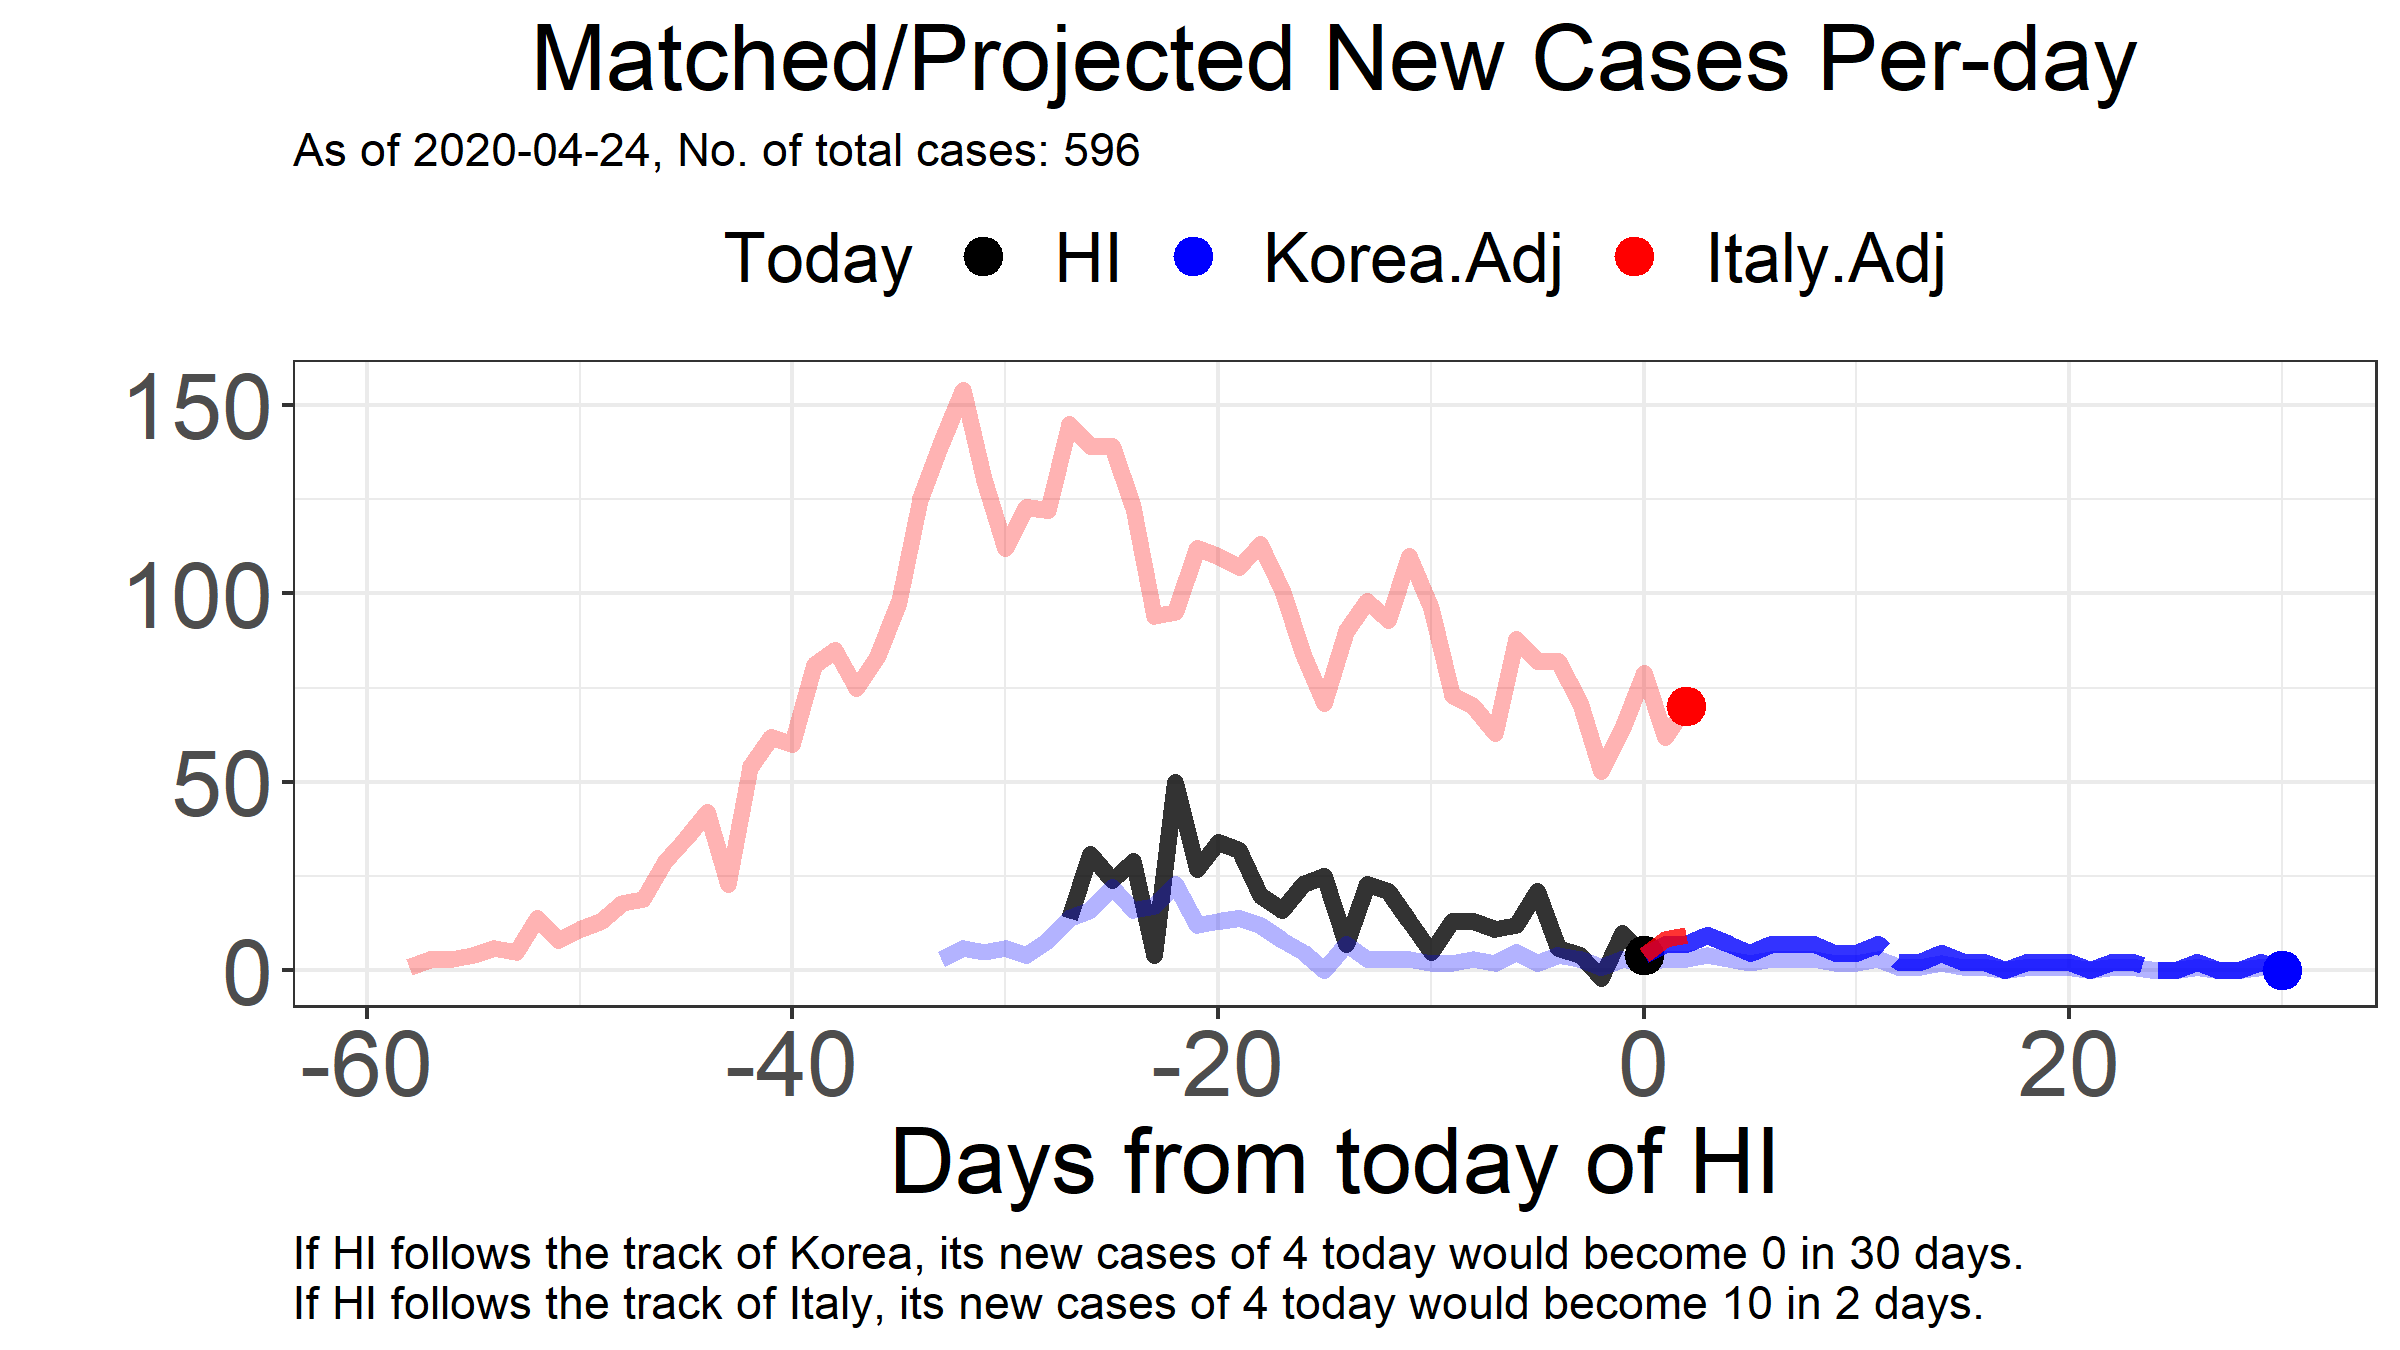 Matched/Projected New Cases Per-day
As of 2020-04-24, No. of total cases: 596
Today HI Korea.Adj Italy.Adj
150
100
50
0
-60 -40 -20 0 20
Days from today of HI
If HI follows the track of Korea, its new cases of 4 today would become 0 in 30 days.
If HI follows the track of Italy, its new cases of 4 today would become 10 in 2 days.